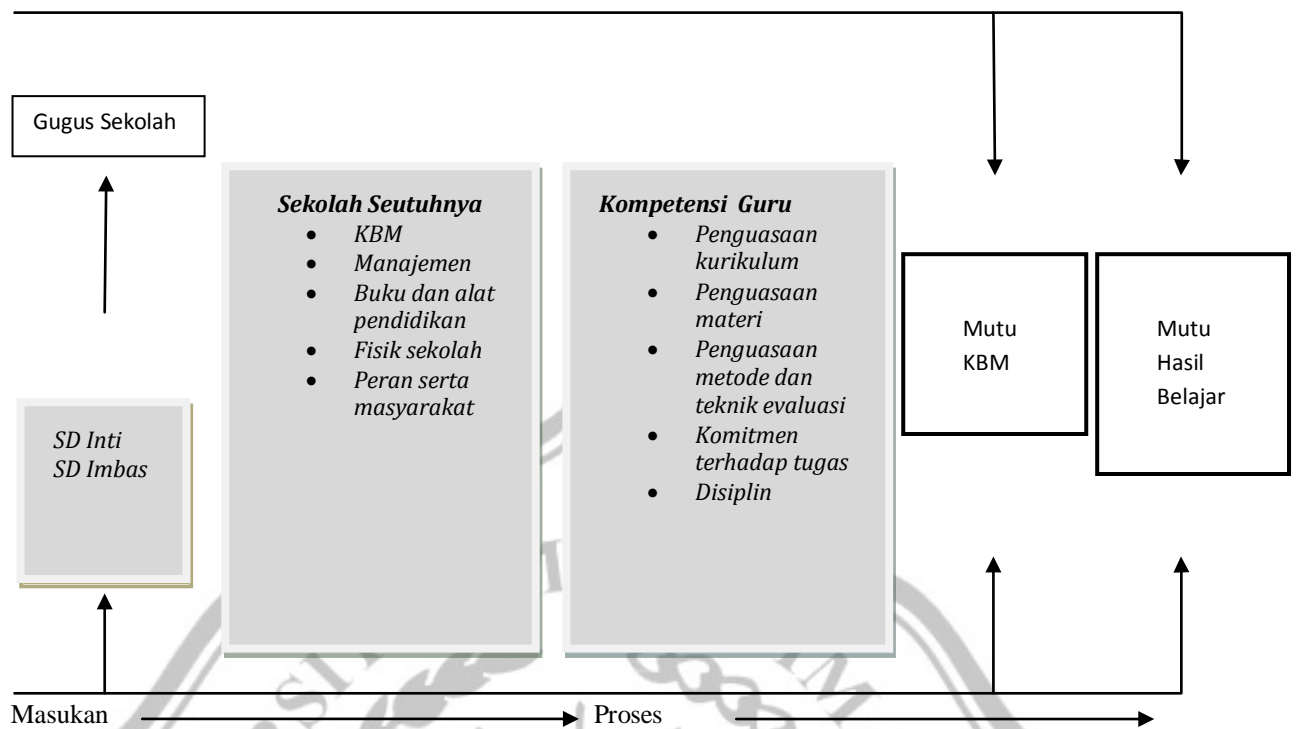 Gugus Sekolah
SD Inti
SD Imbas
Sekolah Seutuhnya
• KBM
• Manajemen
• Buku dan alat
pendidikan
• Fisik sekolah
• Peran serta
masyarakat
Kompetensi Guru
• Penguasaan
kurikulum
• Penguasaan
materi
• Penguasaan
metode dan
teknik evaluasi
• Komitmen
terhadap tugas
• Disiplin
Mutu
KBM
Mutu
Hasil
Belajar
Masukan
Proses